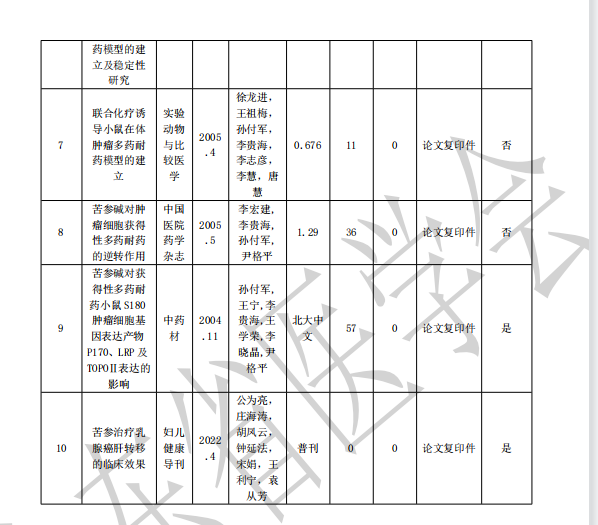 药模型的建
立及稳定性
研究
7
联合化疗诱
导小鼠在体
肿瘤多药耐
药模型的建
立
实验
动物
与比
较医
学
2005
.4
徐龙进，
王祖梅，
孙付军，
李贵海，
李志彦，
李慧，唐
慧
0.676
11
0
论文复印件
否
8
苦参碱对肿
瘤细胞获得
性多药耐药
的逆转作用
中国
医院
药学
杂志
2005
.5
李宏建，
李贵海，
孙付军，
尹格平
1.29
36
0
论文复印件
否
9
苦参碱对获
得性多药耐
药小鼠 S180
肿瘤细胞基
因表达产物
P170、LRP 及
TOPOⅡ表达的
影响
中药
材
2004
.11
孙付军,
王宁,李
贵海,王
学荣,李
晓晶,尹
格平
北大中
文
57
0
论文复印件
是
10
苦参治疗乳
腺癌肝转移
的临床效果
妇儿
健康
导刊
2022
.4
公为亮，
庄海涛，
胡凤云，
钟延法，
宋娟，王
利宁，袁
从芳
普刊
0
0
论文复印件
是
东省医学会